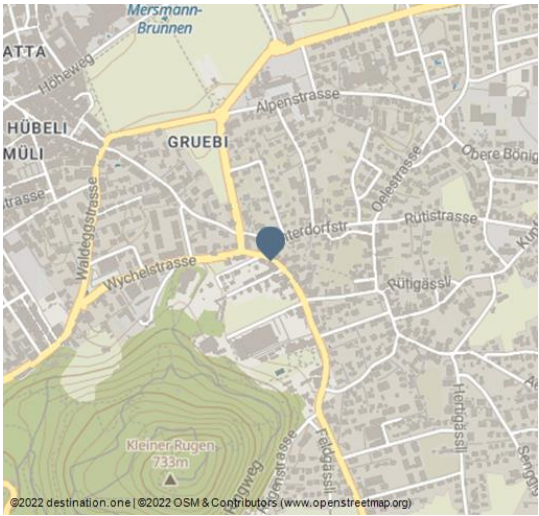 Mersmann-
Brunnen
ATTA
Höheweg
Alpenstrasse
HÜBELI
MÜLI
GRUEBI
Obere Bönig
Oelestrasse
strasse
Waldeggstrasse
Rütistrasse
nterdorfstr.
Wychelstrasse
Rütigässli
Kleiner Rugen
733m
Hertigässli
Feldgässli
©2022 destination.one | ©2022 OSM & Contributors (www.openstreetmap.org)